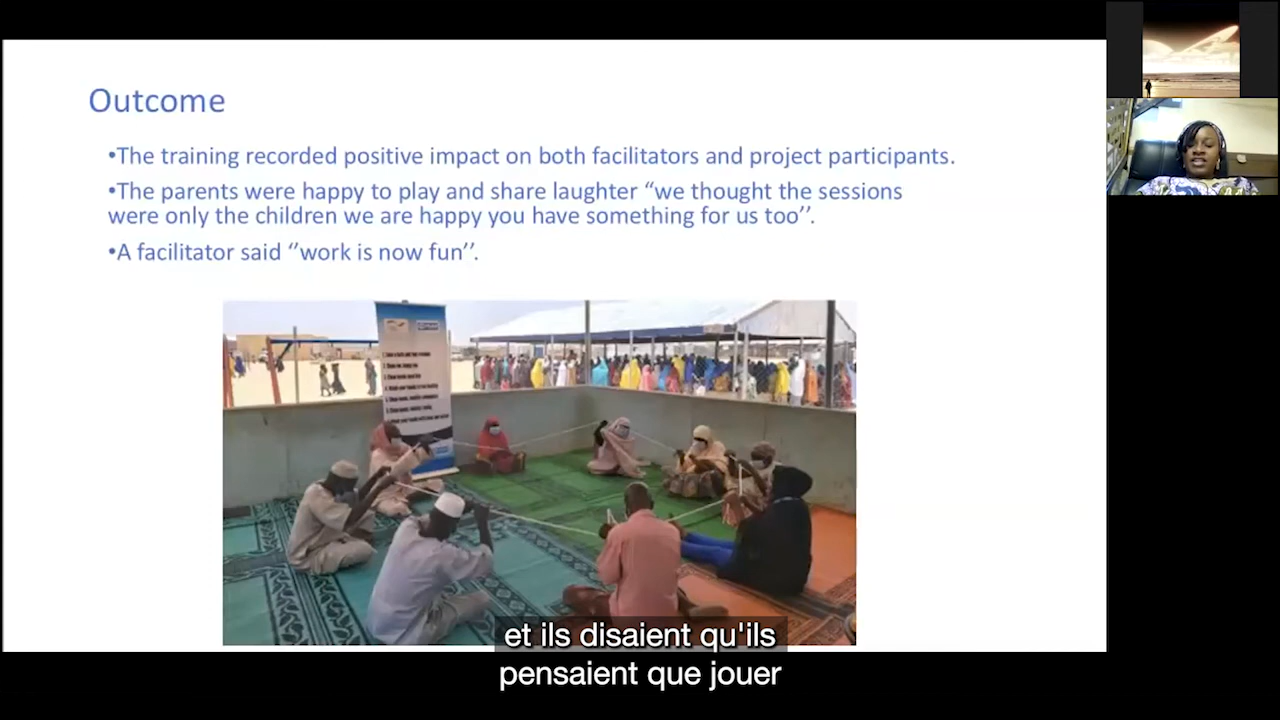 Outcome
•The training recorded positive impact on both facilitators and project participants.
•The parents were happy to play and share laughter “we thought the sessions
were only the children we are happy you have something for us too’’.
•A facilitator said ‘’work is now fun’’.
et ils disaient qu'ils
pensaient que jouer